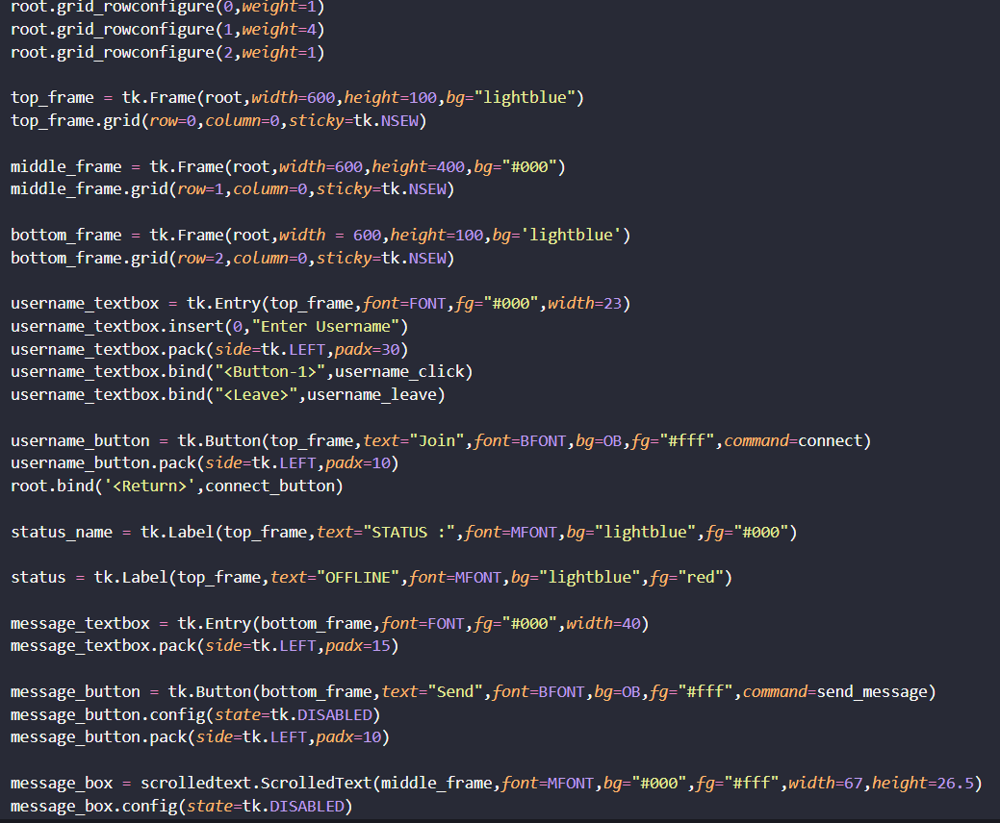 root.grid_rowconfigure(0,weight=1)
root.grid_rowconfigure(1,weight=4)
root.grid_rowconfigure(2,weight=1)
top_frame = tk.Frame(root,width=600,height=100,bg="lightblue")
top_frame.grid(row=0,column=0,sticky=tk.NSEW)
middle_frame = tk.Frame(root,width=600,height=400,bg="#000")
middle_frame.grid(row=1,column=0,sticky=tk.NSEW)
bottom_frame = tk.Frame(root,width = 600,height=100,bg='lightblue')
bottom_frame.grid(row=2,column=0,sticky=tk.NSEW)
username_textbox = tk.Entry(top_frame,font=FONT,fg="#000",width=23)
username_textbox.insert(0,"Enter Username")
username_textbox.pack(side=tk.LEFT,padx=30)
username_textbox.bind("<Button-1>",username_click)
username_textbox.bind("<Leave>",username_leave)
username_button = tk.Button(top_frame,text="Join",font=BFONT,bg=OB,fg="#fff",command=connect)
username_button.pack(side=tk.LEFT,padx=10)
root.bind('<Return>',connect_button)
status_name = tk.Label(top_frame,text="STATUS :",font=MFONT,bg="lightblue",fg="#000")
status = tk.Label(top_frame,text="OFFLINE",font=MFONT,bg="lightblue",fg="red")
message_textbox = tk.Entry(bottom_frame,font=FONT,fg="#000",width=40)
message_textbox.pack(side=tk.LEFT,padx=15)
message_button = tk.Button(bottom_frame,text="Send",font=BFONT,bg=OB,fg="#fff",command=send_message)
message_button.config(state=tk.DISABLED)
message_button.pack(side=tk.LEFT,padx=10)
message_box = scrolledtext.ScrolledText(middle_frame,font=MFONT,bg="#000",fg="#fff",width=67,height=26.5)
message_box.config(state=tk.DISABLED)